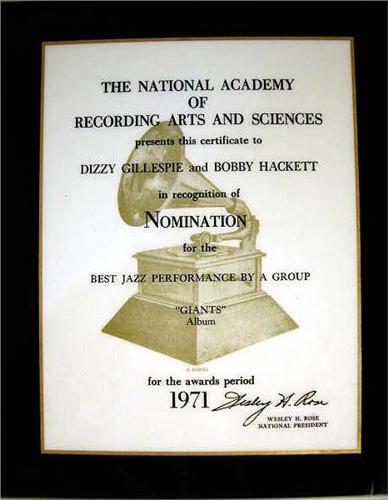 THE NATIONAL ACADEMY
OF
RECORDING ARTS AND SCIENCES
presents this certificate to
DIZZY GILLESPIE and BOBBY HACKETT
in recognition of
NOMINATION
for the
BEST JAZZ PERFORMANCE BY A GROUP
"GIANTS"
Album
for the awards period
1971 Wesley H. Rose
WESLEY H. ROSE
NATIONAL PRESIDENT